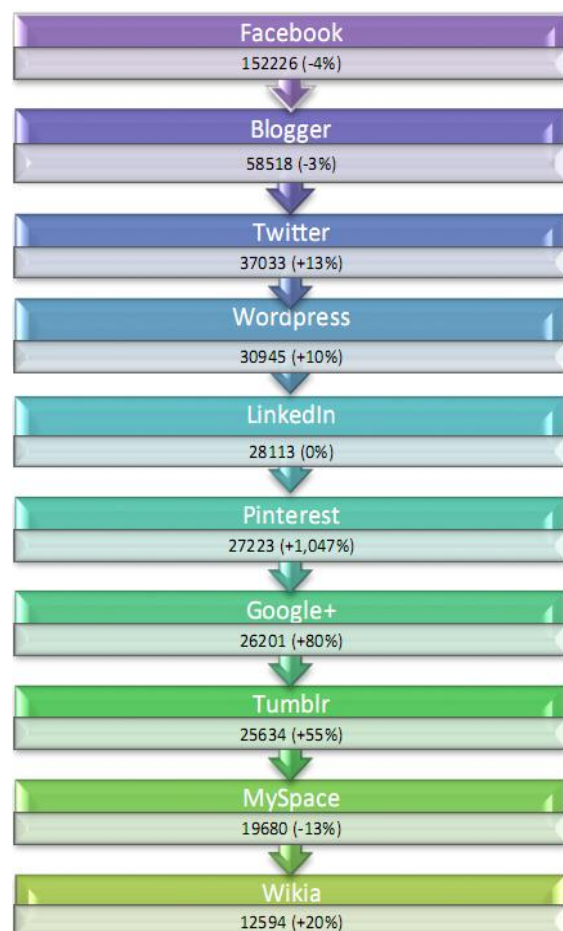 Facebook
152226 (-4%)
Blogger
58518 (-3%)
Twitter
37033 (+13%)
Wordpress
30945 (+10%)
LinkedIn
28113 (0%)
Pinterest
27223 (+1,047%)
Google+
26201 (+80%)
Tumblr
25634 (+55%)
MySpace
19680 (-13%)
Wikia
12594 (+20%)